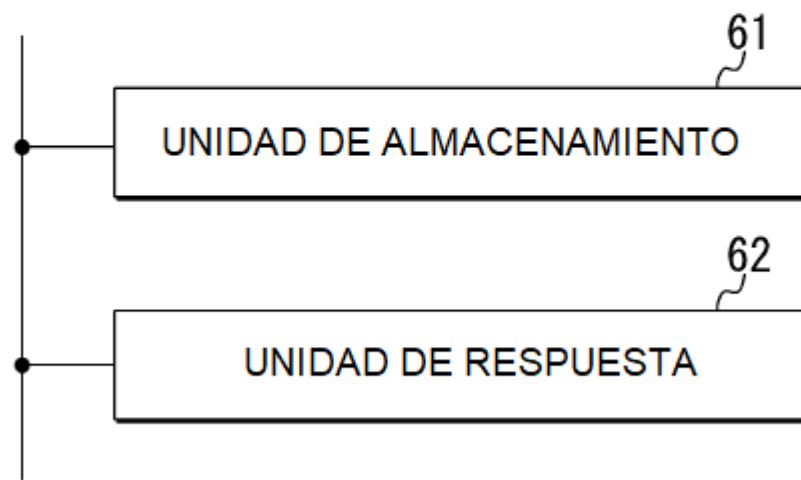 61
UNIDAD DE ALMACENAMIENTO
62
UNIDAD DE RESPUESTA